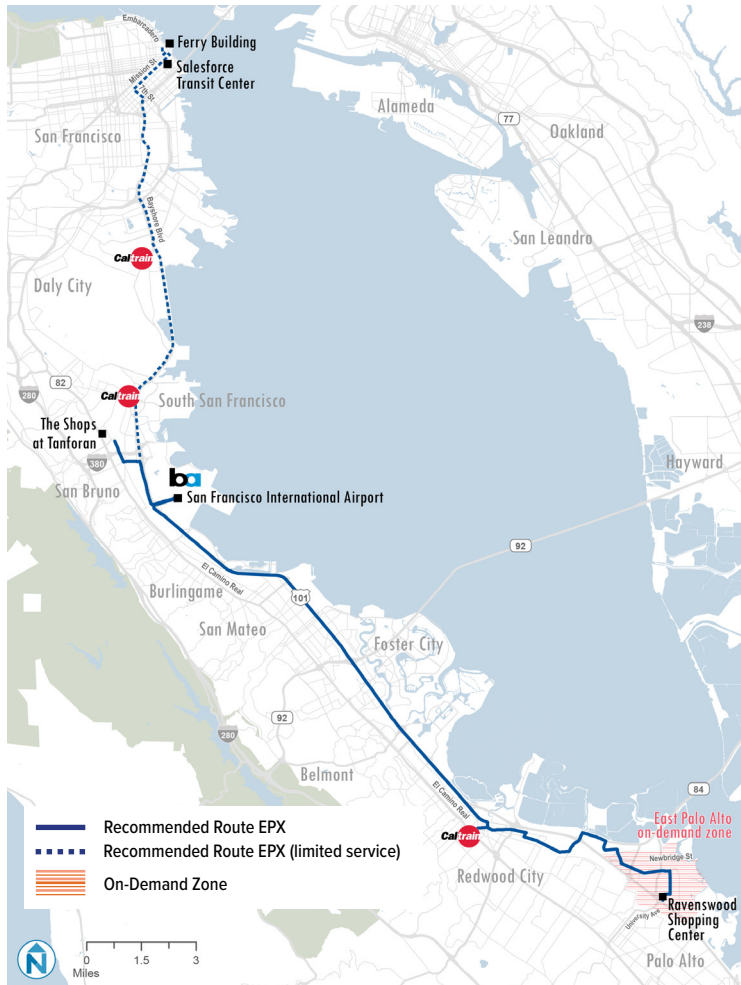 Embarcadero
Ferry Building
Mission St
Salesforce
Transit Center
7th St
Alameda
77
Oakland
San Francisco
Bayshore Blvd
San Leandro
Caltrain
Daly City
238
82
280
Caltrain
South San Francisco
The Shops
at Tanforan
380
Hayward
ba
San Bruno
San Francisco International Airport
92
El Camino Real
Burlingame
101
San Mateo
Foster City
92
280
Belmont
84
El Camino Real
East Palo Alto
on-demand zone
Recommended Route EPX
Caltrain
Recommended Route EPX (limited service)
Newbridge St
Redwood City
On-Demand Zone
Ravenswood
Shopping
Center
University Ave
Palo Alto
N
0 1.5 3
Miles